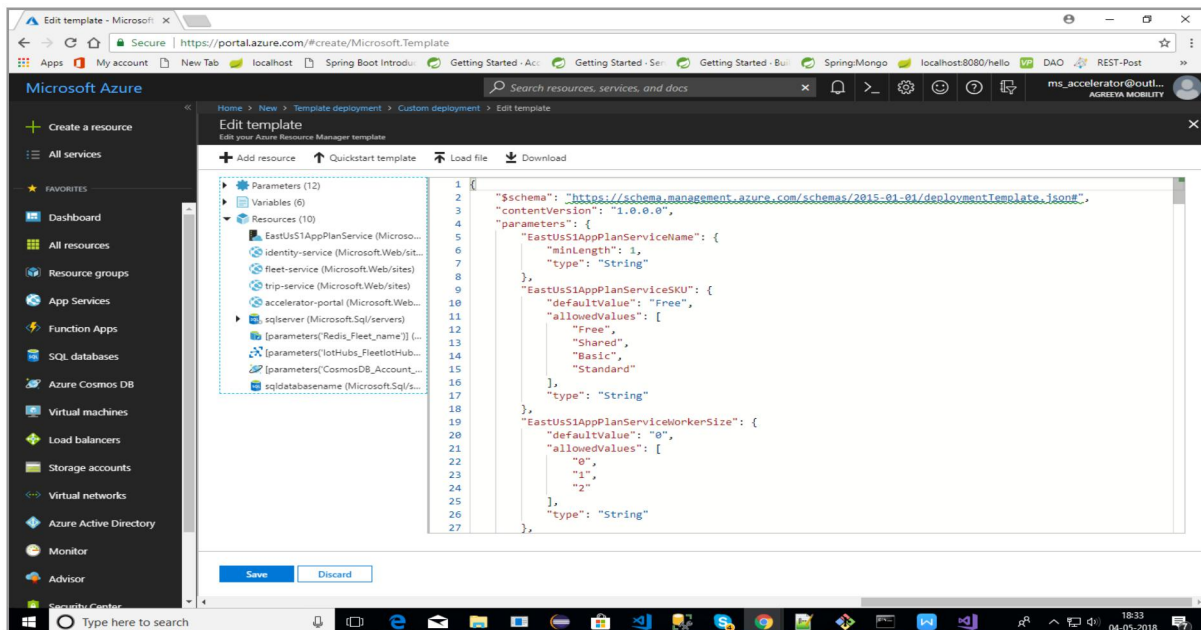 Edit template - Microsoft
Secure | https://portal.azure.com/#create/Microsoft.Template
Apps My account New Tab localhost Spring Boot Introduc Getting Started · Acc Getting Started · Ser Getting Started · Buil Spring:Mongo localhost:8080/hello VP DAO REST-Post »
Microsoft Azure
Search resources, services, and docs
ms_accelerator@outl...
AGREEYA MOBILITY
Home > New > Template deployment > Custom deployment > Edit template
Edit template
Edit your Azure Resource Manager template
Add resource Quickstart template Load file Download
Create a resource
All services
FAVORITES
Dashboard
All resources
Resource groups
App Services
Function Apps
SQL databases
Azure Cosmos DB
Virtual machines
Load balancers
Storage accounts
Virtual networks
Azure Active Directory
Monitor
Advisor
Security Center
Parameters (12)
Variables (6)
Resources (10)
EastUsS1AppPlanService (Microso...
identity-service (Microsoft.Web/sit...
fleet-service (Microsoft.Web/sites)
trip-service (Microsoft.Web/sites)
accelerator-portal (Microsoft.Web...
sqlserver (Microsoft.Sql/servers)
[parameters('Redis_Fleet_name')] (...
[parameters('IotHubs_FleetIotHub...
[parameters('CosmosDB_Account_...
sqldatabasename (Microsoft.Sql/s...
1 {
2 "$schema": "https://schema.management.azure.com/schemas/2015-01-01/deploymentTemplate.json#",
3 "contentVersion": "1.0.0.0",
4 "parameters": {
5 "EastUsS1AppPlanServiceName": {
6 "minLength": 1,
7 "type": "String"
8 },
9 "EastUsS1AppPlanServiceSKU": {
10 "defaultValue": "Free",
11 "allowedValues": [
12 "Free",
13 "Shared",
14 "Basic",
15 "Standard"
16 ],
17 "type": "String"
18 },
19 "EastUsS1AppPlanServiceWorkerSize": {
20 "defaultValue": "0",
21 "allowedValues": [
22 "0",
23 "1",
24 "2"
25 ],
26 "type": "String"
27 },
Save Discard
Type here to search
18:33
04-05-2018